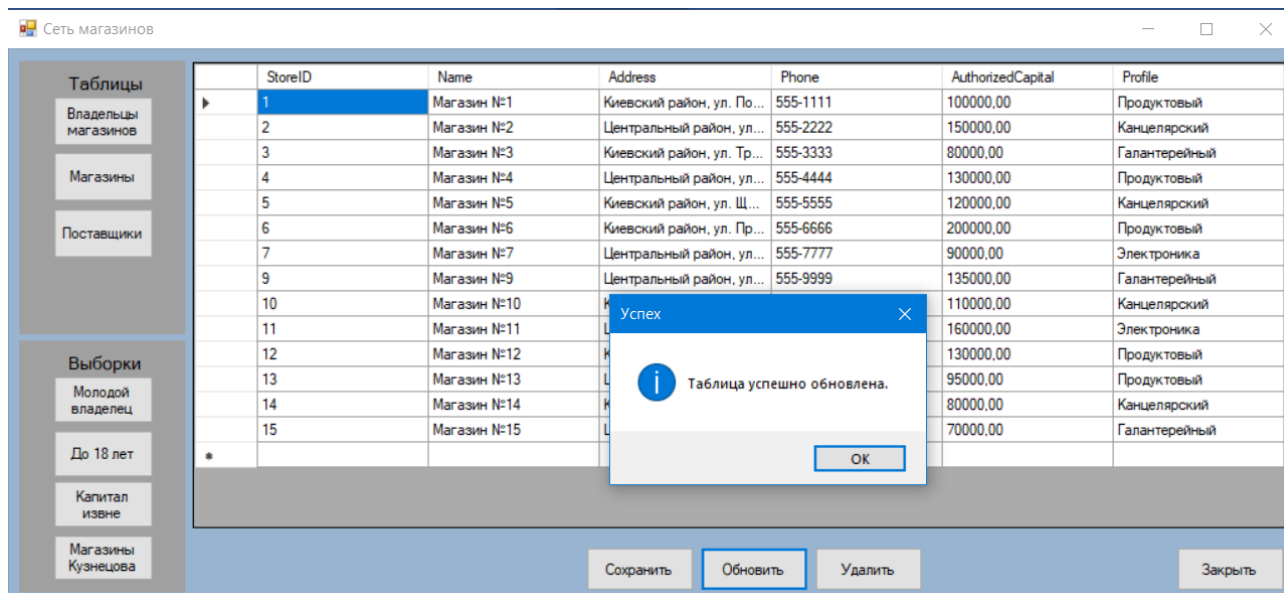 Сеть магазинов
Таблицы
Владельцы
магазинов
Магазины
Поставщики
Выборки
Молодой
владелец
До 18 лет
Капитал
извне
Магазины
Кузнецова
StoreID Name Address Phone AuthorizedCapital Profile
1 Магазин №1 Киевский район, ул. По... 555-1111 100000,00 Продуктовый
2 Магазин №2 Центральный район, ул... 555-2222 150000,00 Канцелярский
3 Магазин №3 Киевский район, ул. Тр... 555-3333 80000,00 Галантерейный
4 Магазин №4 Центральный район, ул... 555-4444 130000,00 Продуктовый
5 Магазин №5 Киевский район, ул. Щ... 555-5555 120000,00 Канцелярский
6 Магазин №6 Киевский район, ул. Пр... 555-6666 200000,00 Продуктовый
7 Магазин №7 Центральный район, ул... 555-7777 90000,00 Электроника
9 Магазин №9 Центральный район, ул... 555-9999 135000,00 Галантерейный
10 Магазин №10 110000,00 Канцелярский
11 Магазин №11 160000,00 Электроника
12 Магазин №12 130000,00 Продуктовый
13 Магазин №13 95000,00 Продуктовый
14 Магазин №14 80000,00 Канцелярский
15 Магазин №15 70000,00 Галантерейный
Успех
Таблица успешно обновлена.
OK
Сохранить Обновить Удалить Закрыть